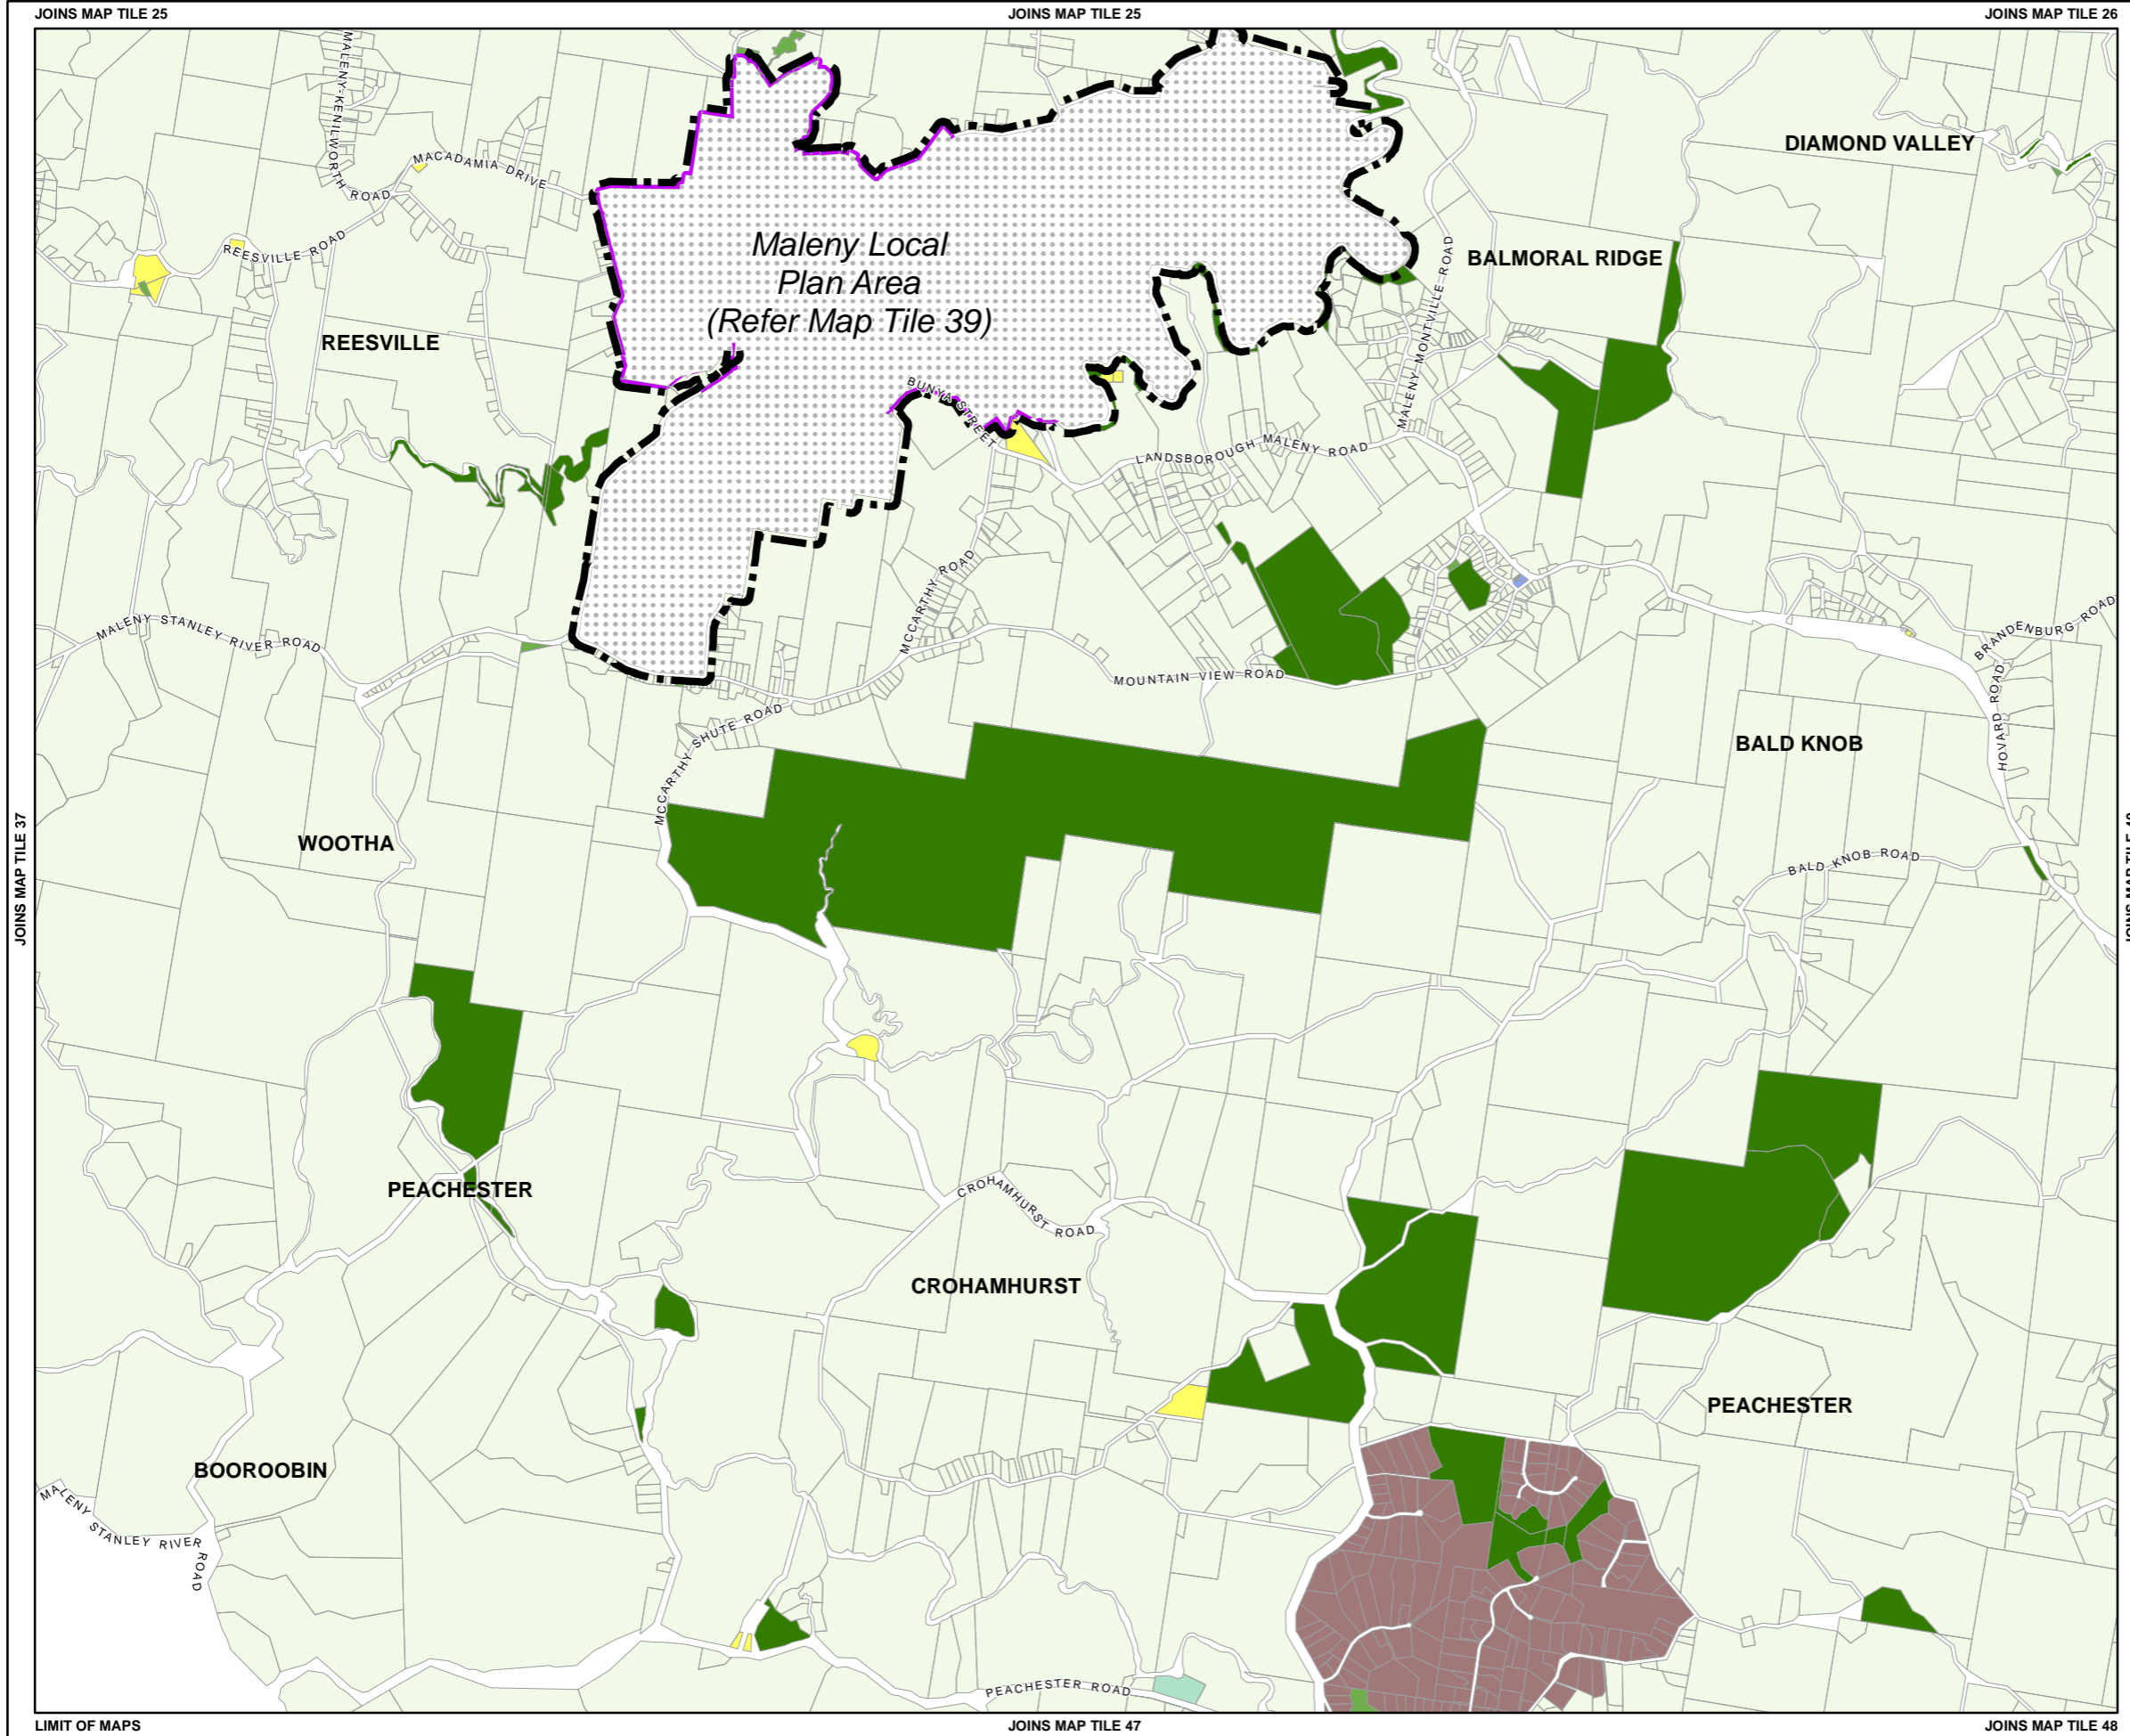 JOINS MAP TILE 25
JOINS MAP TILE 25
JOINS MAP TILE 26
MALENY-KENILWORTH ROAD
MACADAMIA DRIVE
DIAMOND VALLEY
REESVILLE ROAD
Maleny Local
Plan Area
(Refer Map Tile 39)
BALMORAL RIDGE
MALENY-MONTVILLE ROAD
REESVILLE
BUNYA STREET
LANDSBOROUGH MALENY ROAD
MCCARTHY ROAD
MALENY STANLEY RIVER ROAD
BRANDENBURG ROAD
MOUNTAIN VIEW ROAD
HOVARD ROAD
MCCARTHY SHUTE ROAD
BALD KNOB
WOOTHA
BALD KNOB ROAD
JOINS MAP TILE 37
PEACHESTER
CROHAMHURST ROAD
CROHAMHURST
PEACHESTER
BOOROOBIN
MALENY STANLEY RIVER ROAD
PEACHESTER ROAD
LIMIT OF MAPS
JOINS MAP TILE 47
JOINS MAP TILE 48